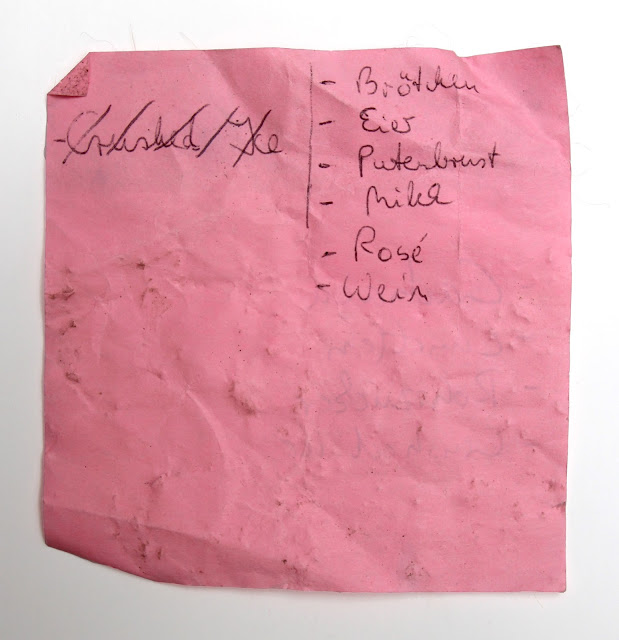 - Brötchen
- Eier
- Putenbrust
- Milch
- Rosé
- Wein